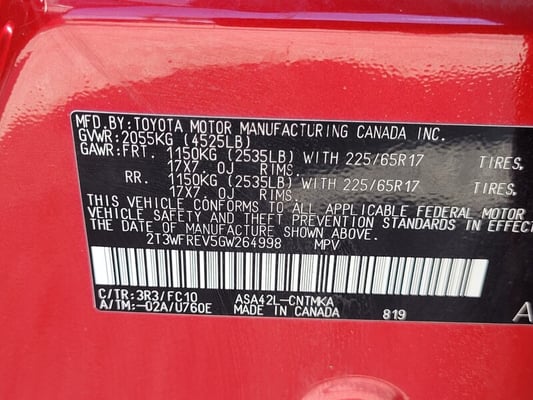 MFD. BY: TOYOTA MOTOR MANUFACTURING CANADA INC.
GVWR: 2055KG (4525LB)
GAWR: FRT. 1150KG (2535LB) WITH 225/65R17 TIRES,
17X7 0J RIMS.
RR. 1150KG (2535LB) WITH 225/65R17 TIRES,
17X7 0J RIMS.
THIS VEHICLE CONFORMS TO ALL APPLICABLE FEDERAL MOTOR
VEHICLE SAFETY AND THEFT PREVENTION STANDARDS IN EFFECT
THE DATE OF MANUFACTURE SHOWN ABOVE.
2T3WFREV5GW264998 MPV
C/TR: 3R3/FC10 ASA42L-CNTMKA
A/TM: -02A/U760E MADE IN CANADA 819 A